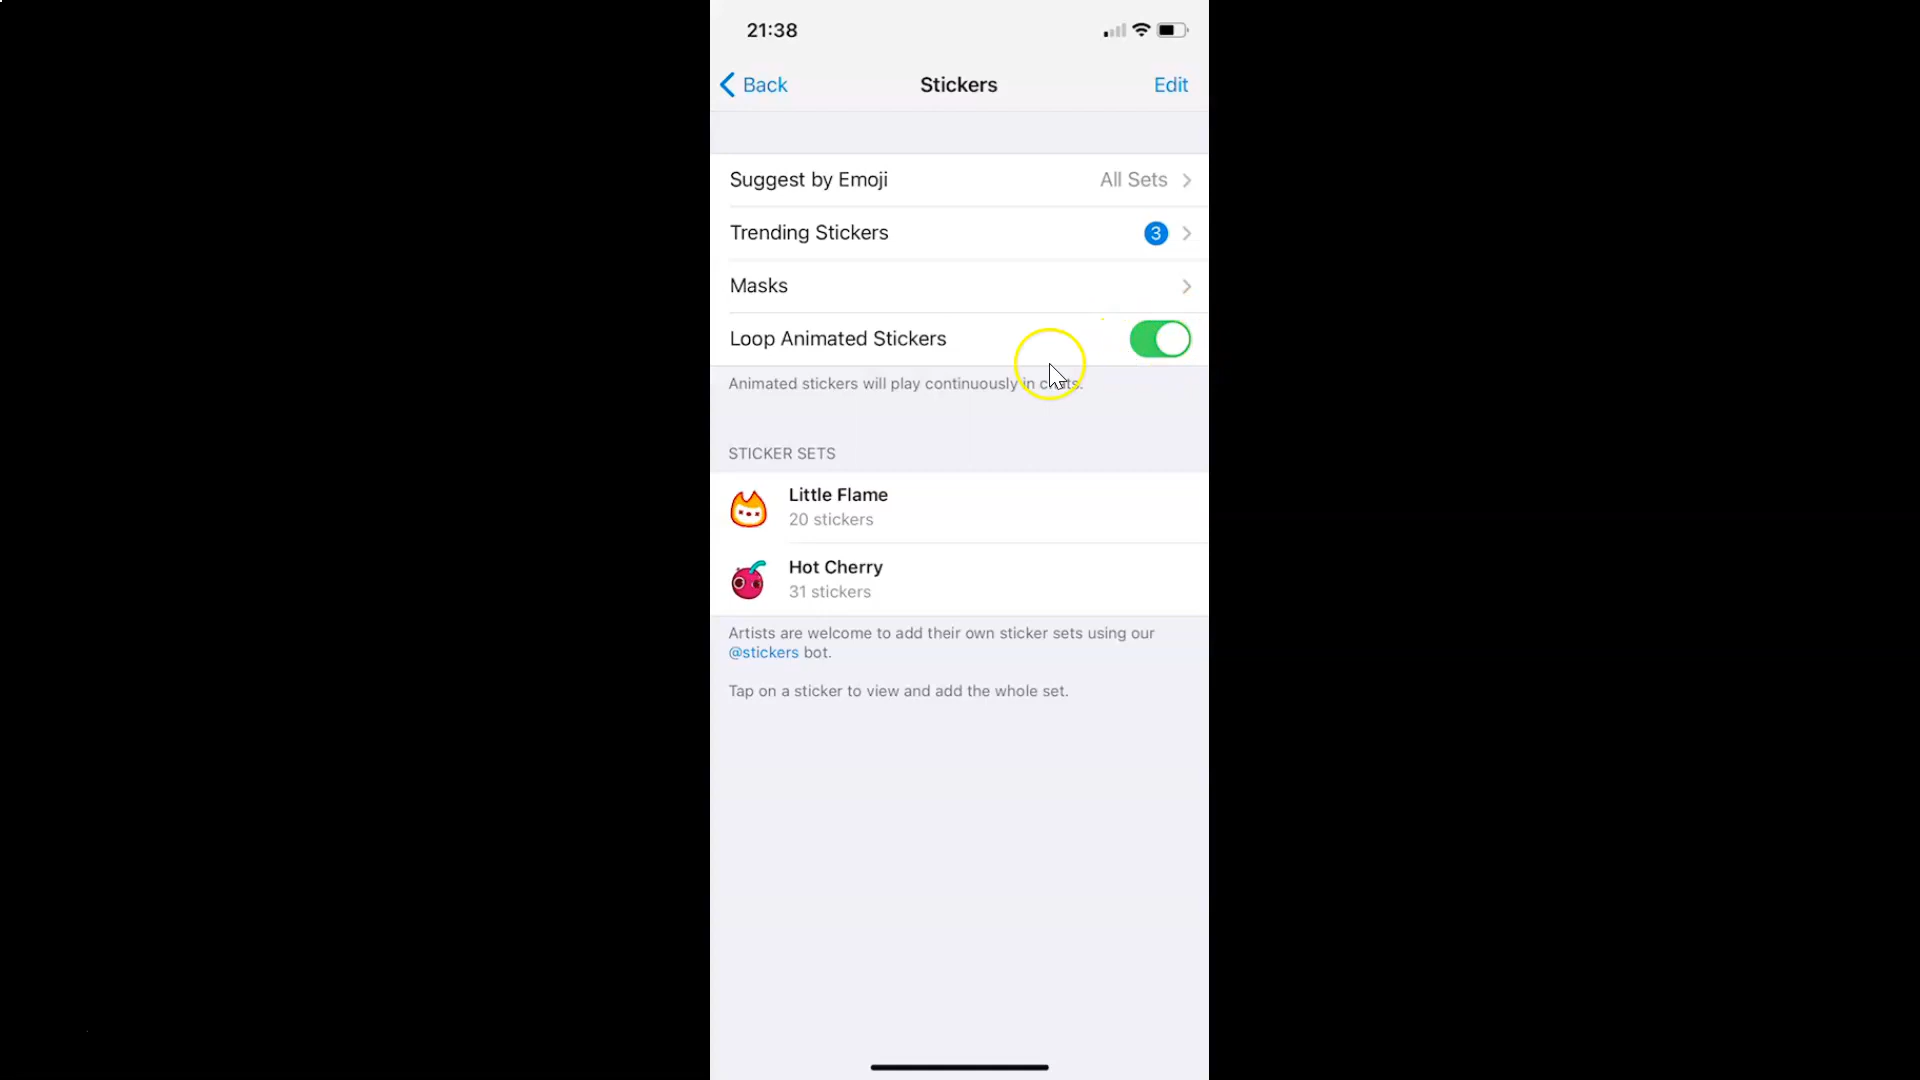 21:38
Back
Stickers
Edit
Suggest by Emoji
All Sets
Trending Stickers
3
Masks
Loop Animated Stickers
Animated stickers will play continuously in
STICKER SETS
Little Flame
20 stickers
Hot Cherry
31 stickers
Artists are welcome to add their own sticker sets using our
@stickers bot.
Tap on a sticker to view and add the whole set.